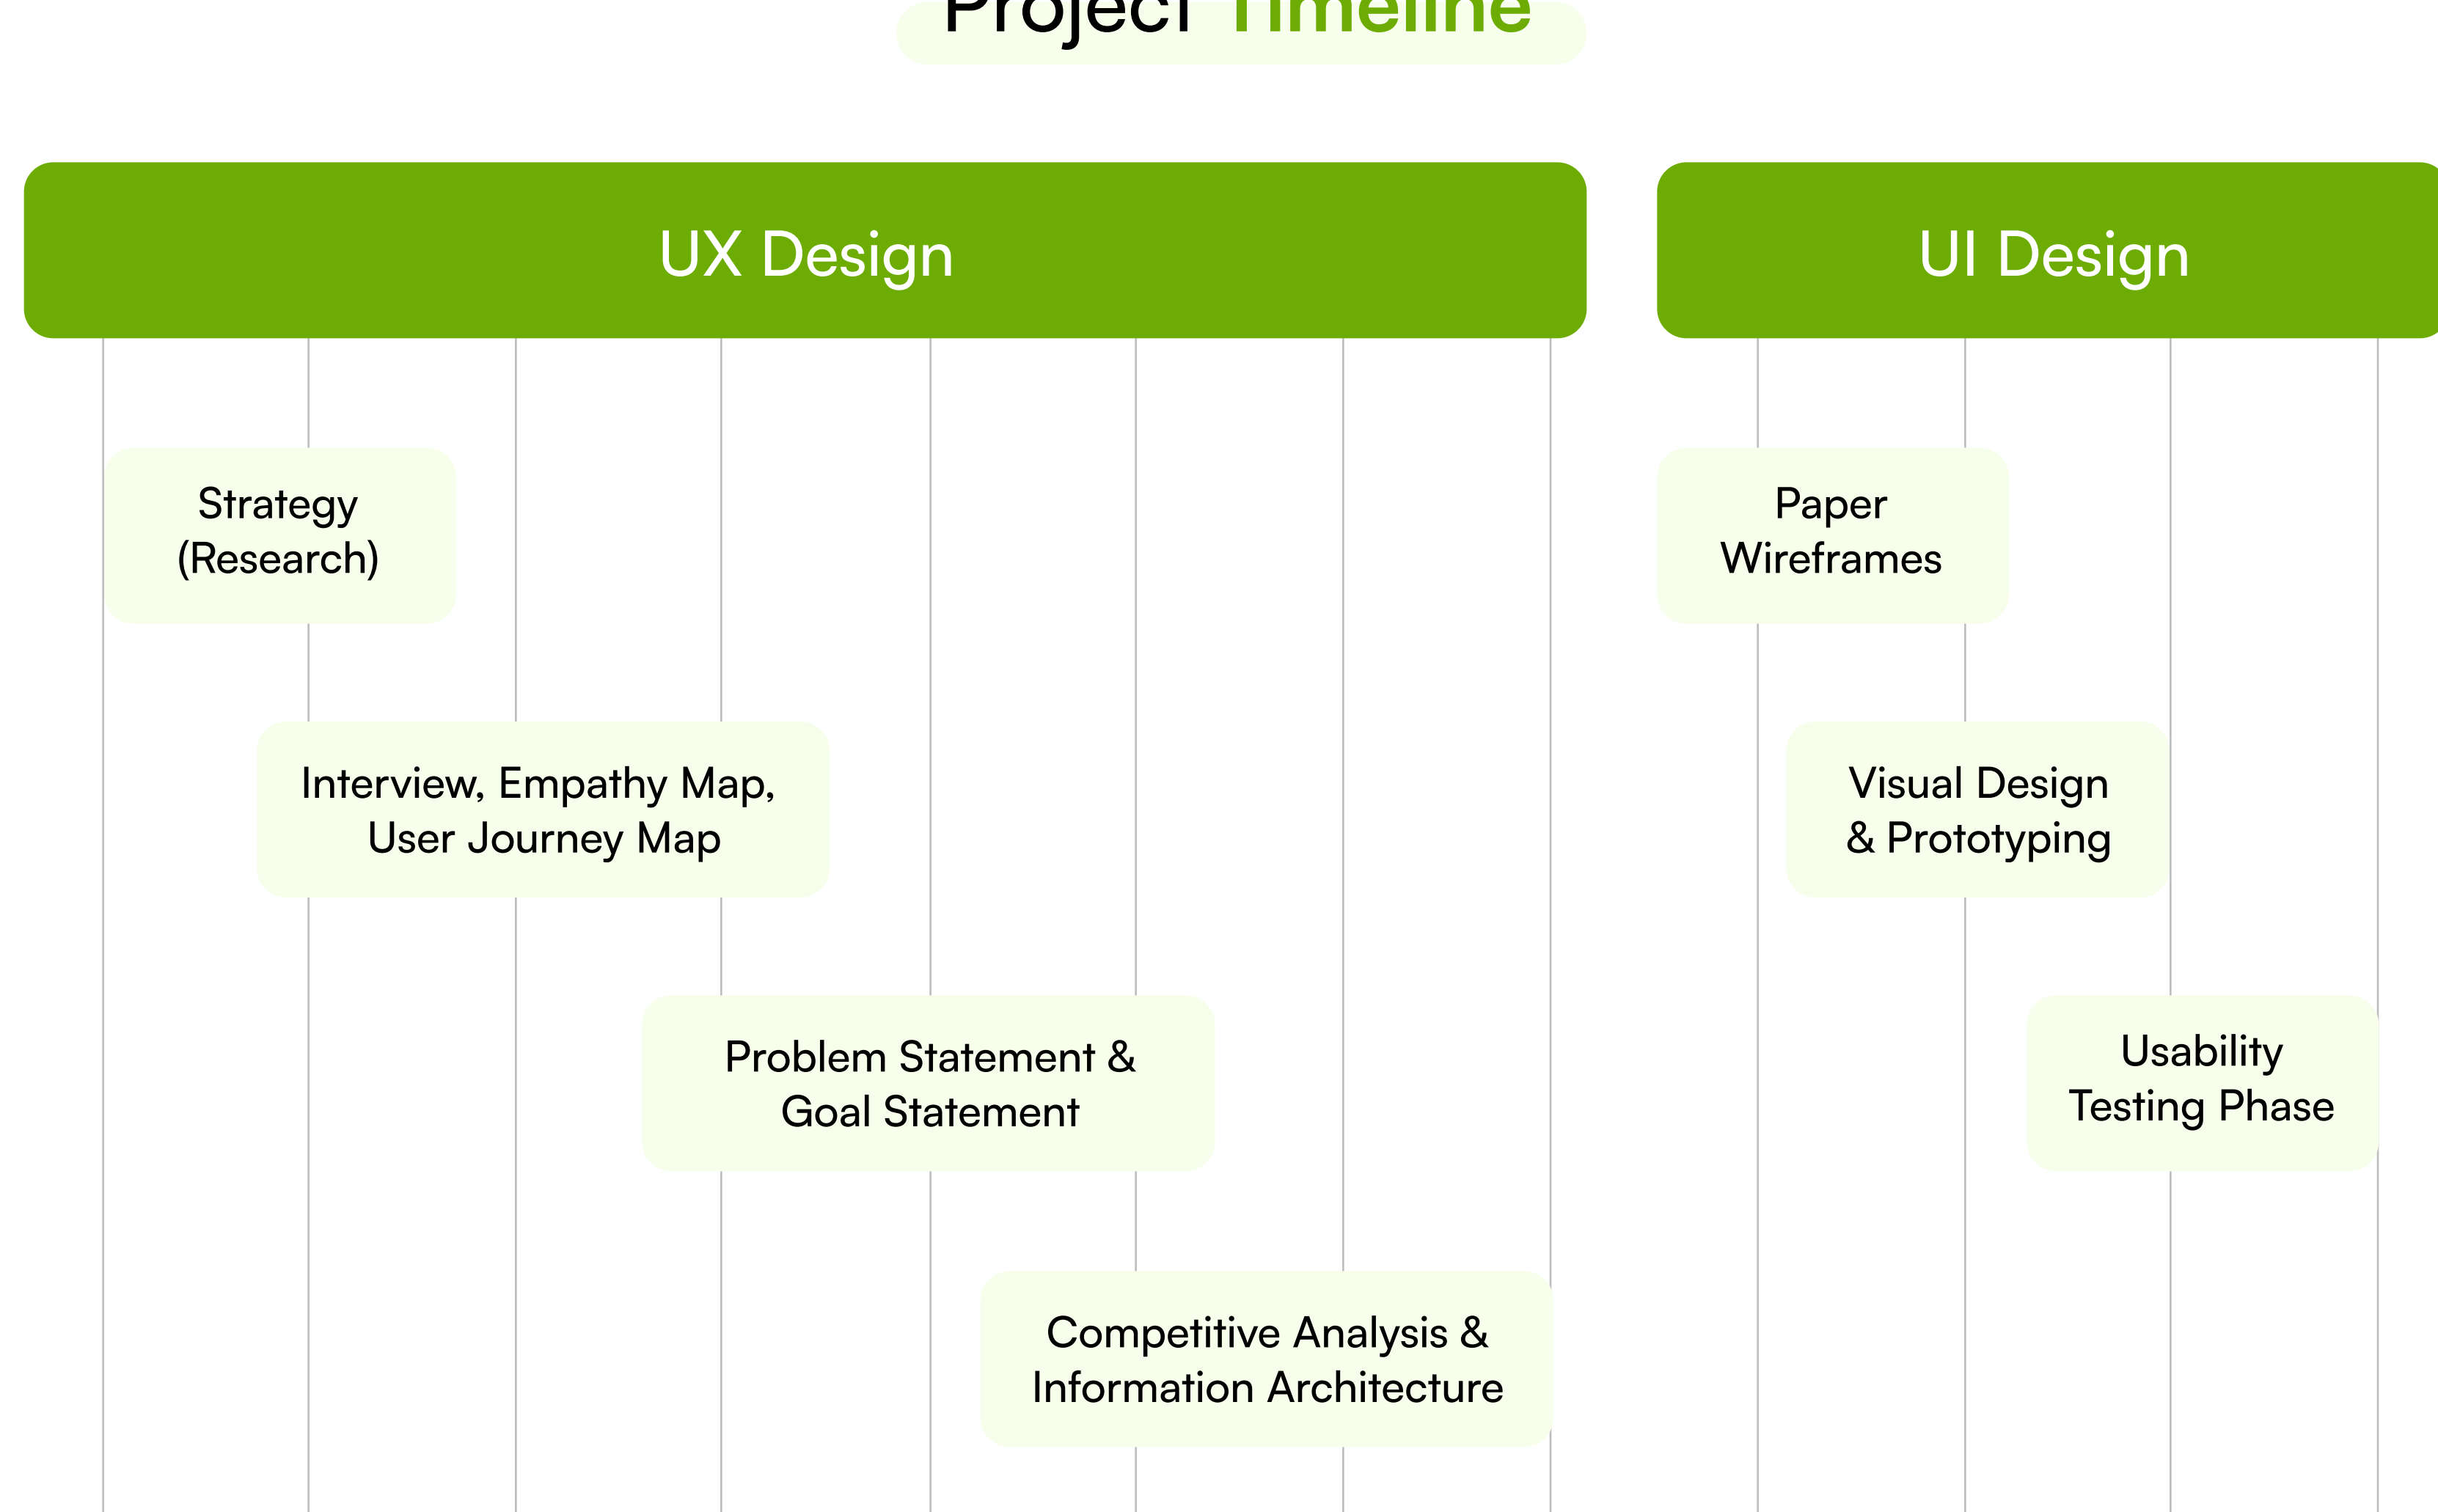 Project Timeline
UX Design
UI Design
Strategy
(Research)
Paper
Wireframes
Interview, Empathy Map,
User Journey Map
Visual Design
& Prototyping
Problem Statement &
Goal Statement
Usability
Testing Phase
Competitive Analysis &
Information Architecture